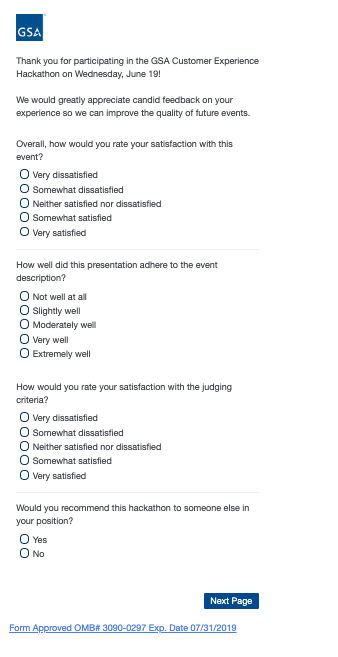 GSA
Thank you for participating in the GSA Customer Experience
Hackathon on Wednesday, June 19!
We would greatly appreciate candid feedback on your
experience so we can improve the quality of future events.
Overall, how would you rate your satisfaction with this
event?
Very dissatisfied
Somewhat dissatisfied
Neither satisfied nor dissatisfied
Somewhat satisfied
Very satisfied
How well did this presentation adhere to the event
description?
Not well at all
Slightly well
Moderately well
Very well
Extremely well
How would you rate your satisfaction with the judging
criteria?
Very dissatisfied
Somewhat dissatisfied
Neither satisfied nor dissatisfied
Somewhat satisfied
Very satisfied
Would you recommend this hackathon to someone else in
your position?
Yes
No
Next Page
Form Approved OMB# 3090-0297 Exp. Date 07/31/2019